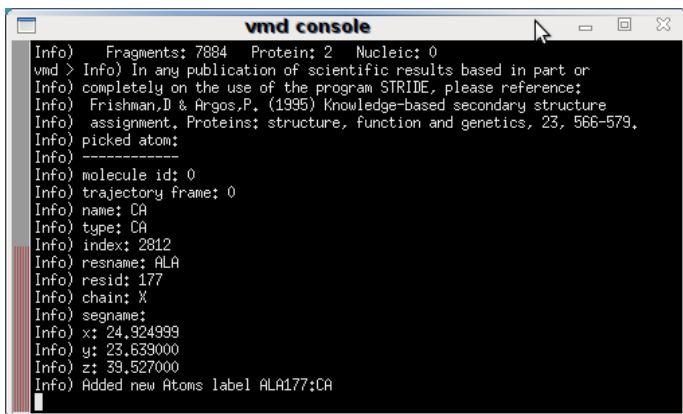 vmd console
Info)    Fragments: 7884   Protein: 2   Nucleic: 0
vmd > Info) In any publication of scientific results based in part or
Info) completely on the use of the program STRIDE, please reference:
Info)  Frishman,D & Argos,P. (1995) Knowledge-based secondary structure
Info)  assignment. Proteins: structure, function and genetics, 23, 566-579.
Info) picked atom:
Info) ------------
Info) molecule id: 0
Info) trajectory frame: 0
Info) name: CA
Info) type: CA
Info) index: 2812
Info) resname: ALA
Info) resid: 177
Info) chain: X
Info) segname:
Info) x: 24.924999
Info) y: 23.639000
Info) z: 39.527000
Info) Added new Atoms label ALA177:CA